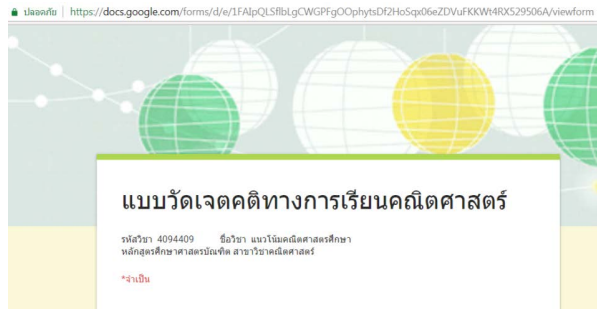 ปลอดภัย | https://docs.google.com/forms/d/e/1FAIpQLSflbLgCWGPFgOOphytsDf2HoSqx06eZDVuFKKWt4RX529506A/viewform
แบบวัดเจตคติทางการเรียนคณิตศาสตร์
รหัสวิชา 4094409 ชื่อวิชา แนวโน้มคณิตศาสตรศึกษา
หลักสูตรศึกษาศาสตรบัณฑิต สาขาวิชาคณิตศาสตร์
*จำเป็น